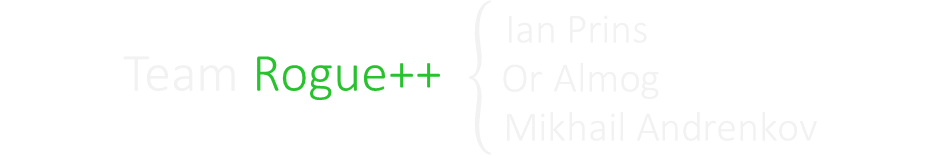 Team Rogue++
Ian Prins
Or Almog
Mikhail Andrenkov